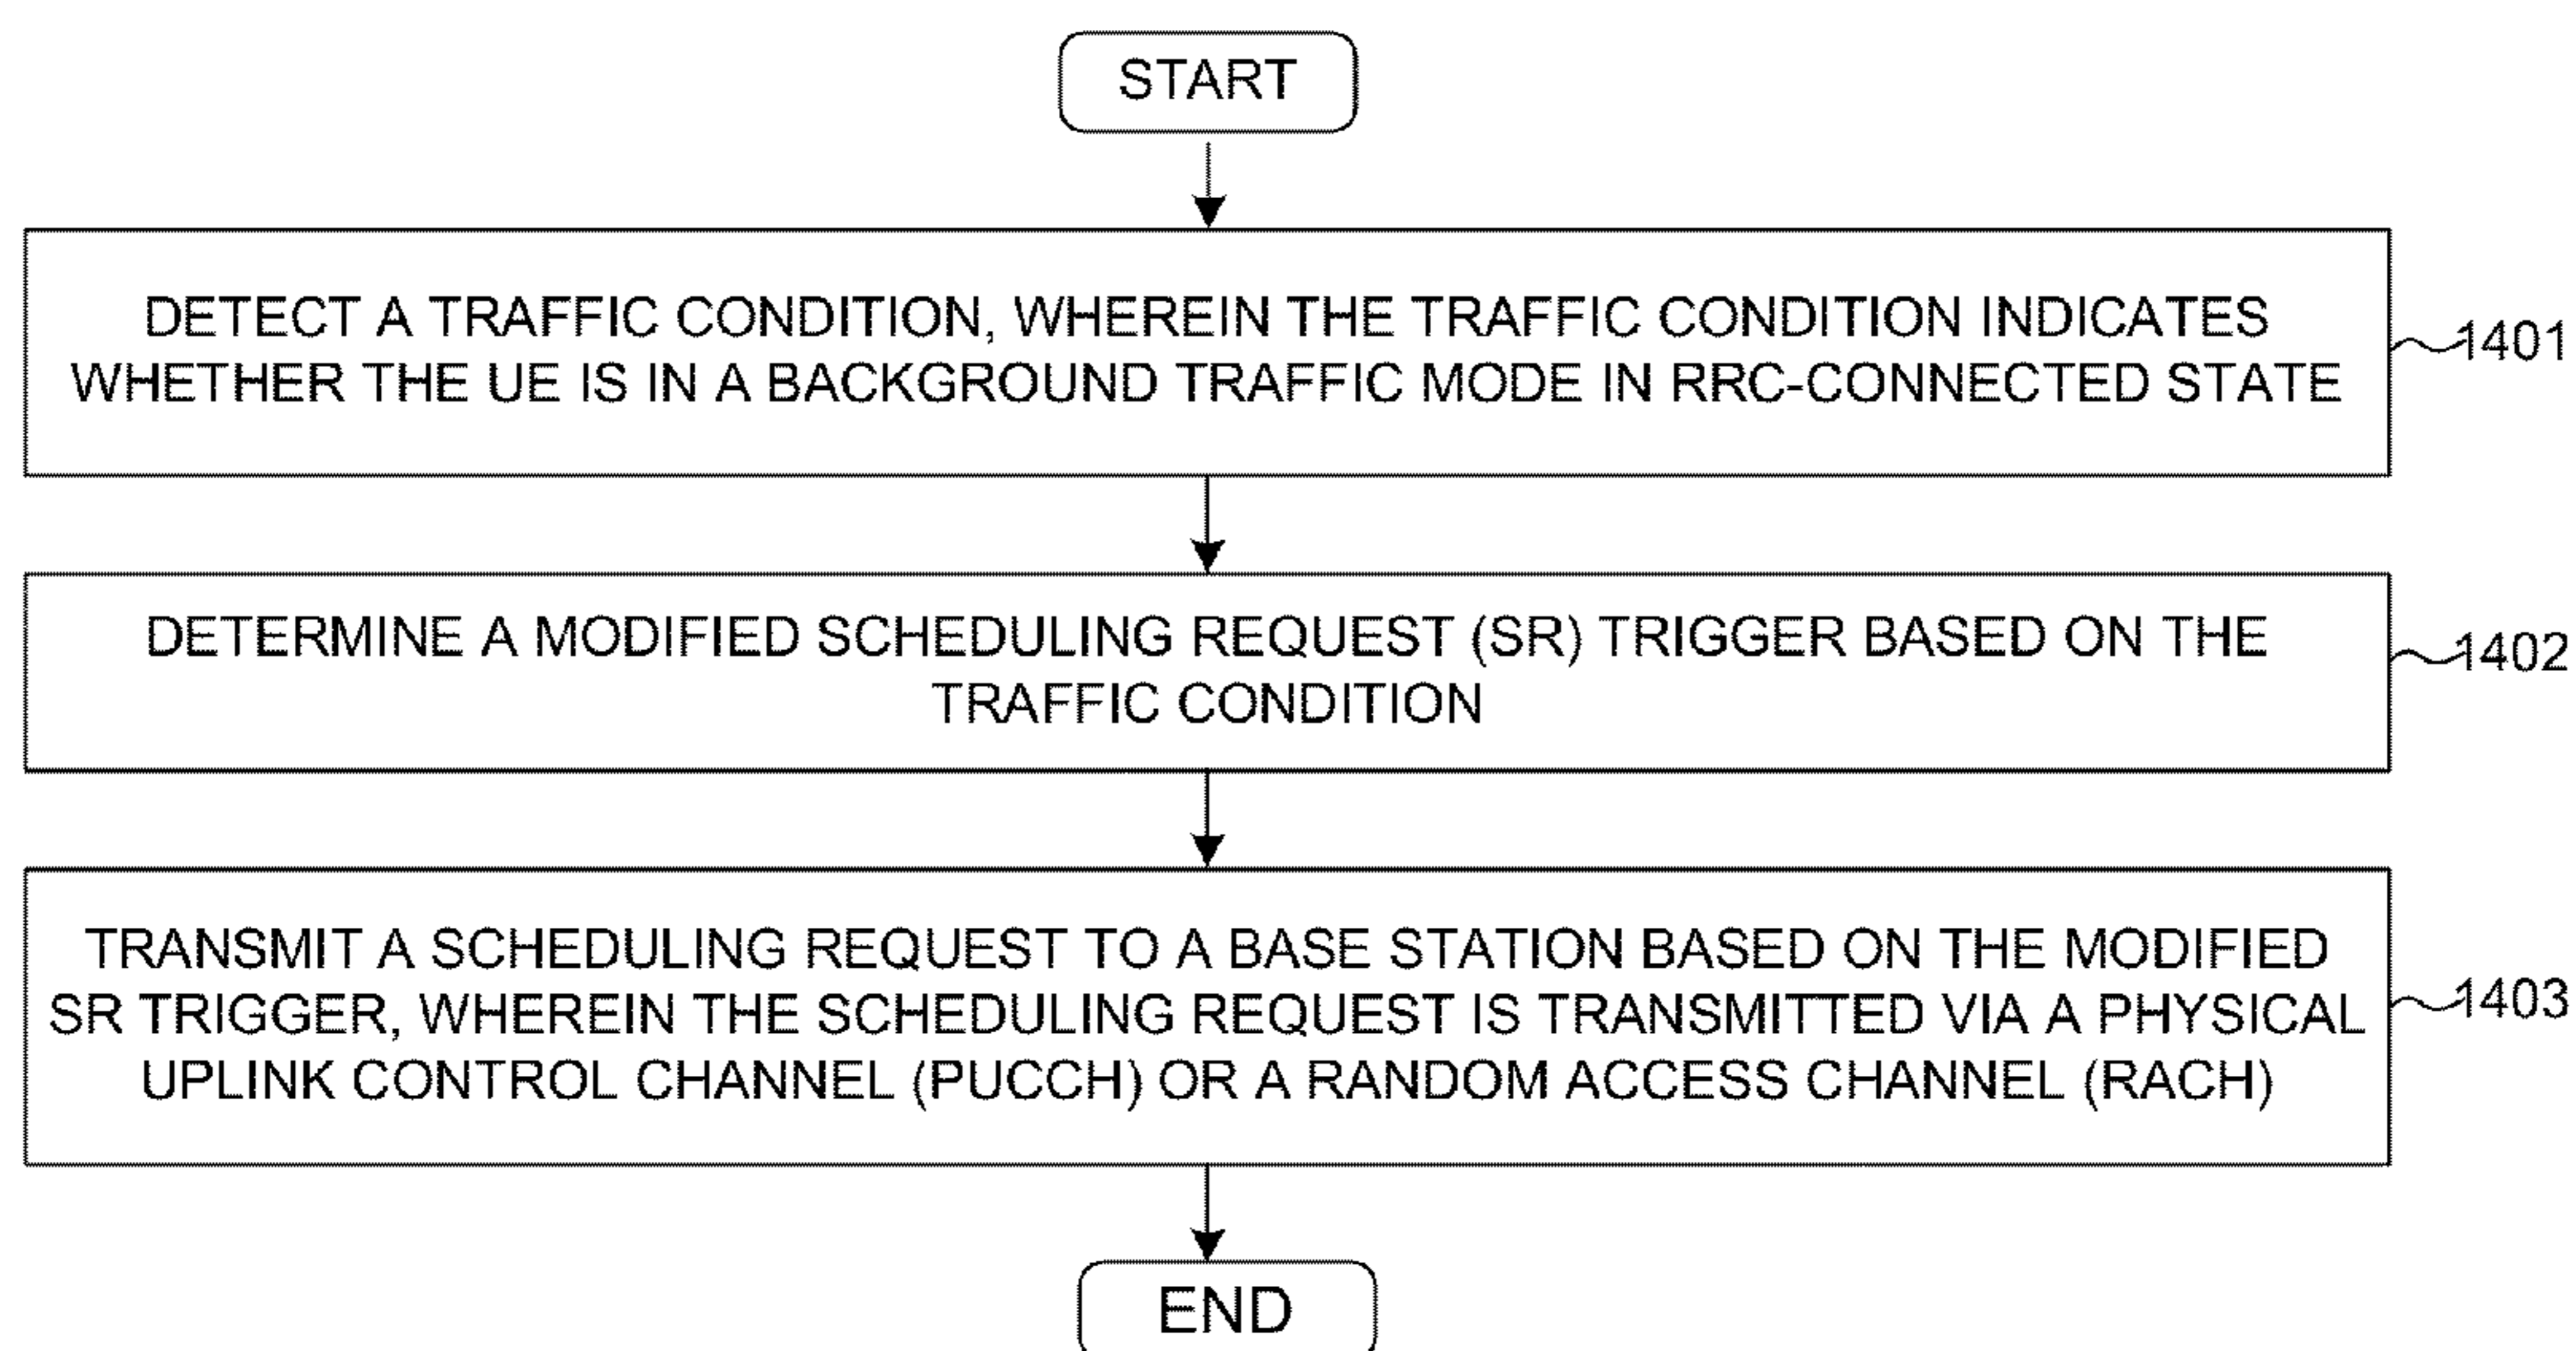 START
DETECT A TRAFFIC CONDITION, WHEREIN THE TRAFFIC CONDITION INDICATES
WHETHER THE UE IS IN A BACKGROUND TRAFFIC MODE IN RRC-CONNECTED STATE
1401
DETERMINE A MODIFIED SCHEDULING REQUEST (SR) TRIGGER BASED ON THE
TRAFFIC CONDITION
1402
TRANSMIT A SCHEDULING REQUEST TO A BASE STATION BASED ON THE MODIFIED
SR TRIGGER, WHEREIN THE SCHEDULING REQUEST IS TRANSMITTED VIA A PHYSICAL
UPLINK CONTROL CHANNEL (PUCCH) OR A RANDOM ACCESS CHANNEL (RACH)
1403
END